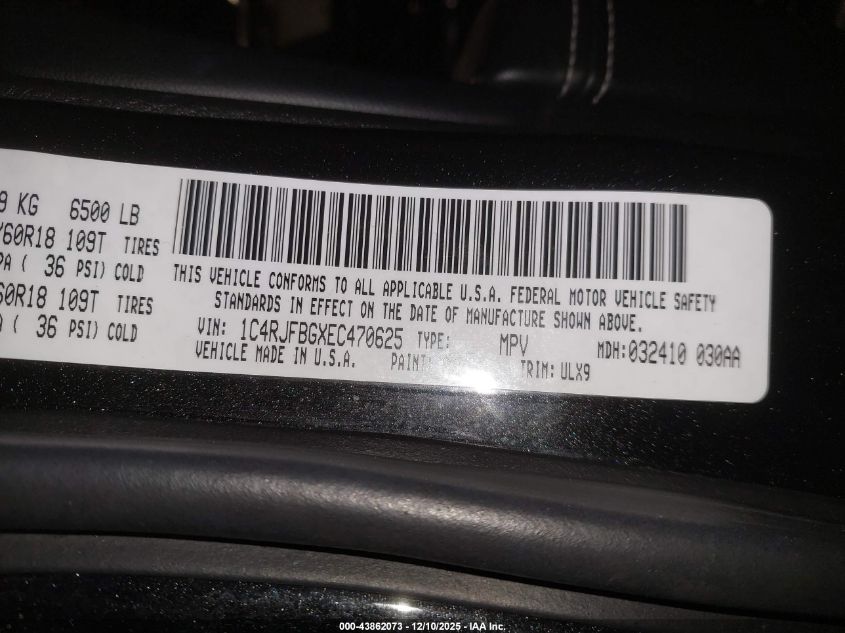 9 KG 6500 LB
60R18 109T TIRES
PA ( 36 PSI) COLD
60R18 109T TIRES
A ( 36 PSI) COLD
THIS VEHICLE CONFORMS TO ALL APPLICABLE U.S.A. FEDERAL MOTOR VEHICLE SAFETY
STANDARDS IN EFFECT ON THE DATE OF MANUFACTURE SHOWN ABOVE.
VIN: 1C4RJFBGXEC470625 TYPE: MPV MDH:032410 030AA
VEHICLE MADE IN U.S.A. PAINT: TRIM:ULX9
000-43862073 - 12/10/2025 - IAA Inc.